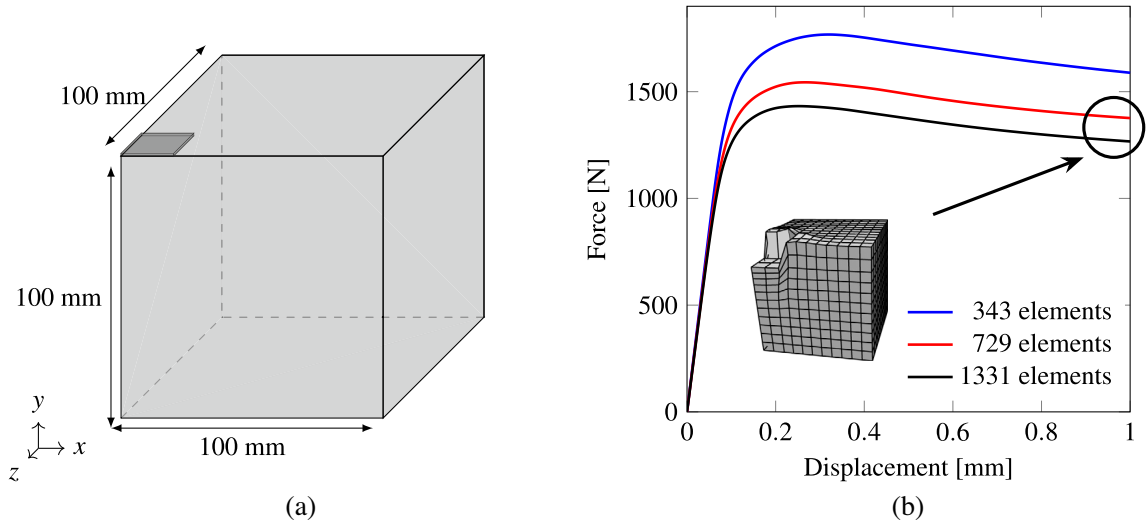 100 mm
100 mm
100 mm
y
x
z
(a)
Force [N]
1500
1000
500
0
0
0.2
0.4
0.6
0.8
1
Displacement [mm]
343 elements
729 elements
1331 elements
(b)